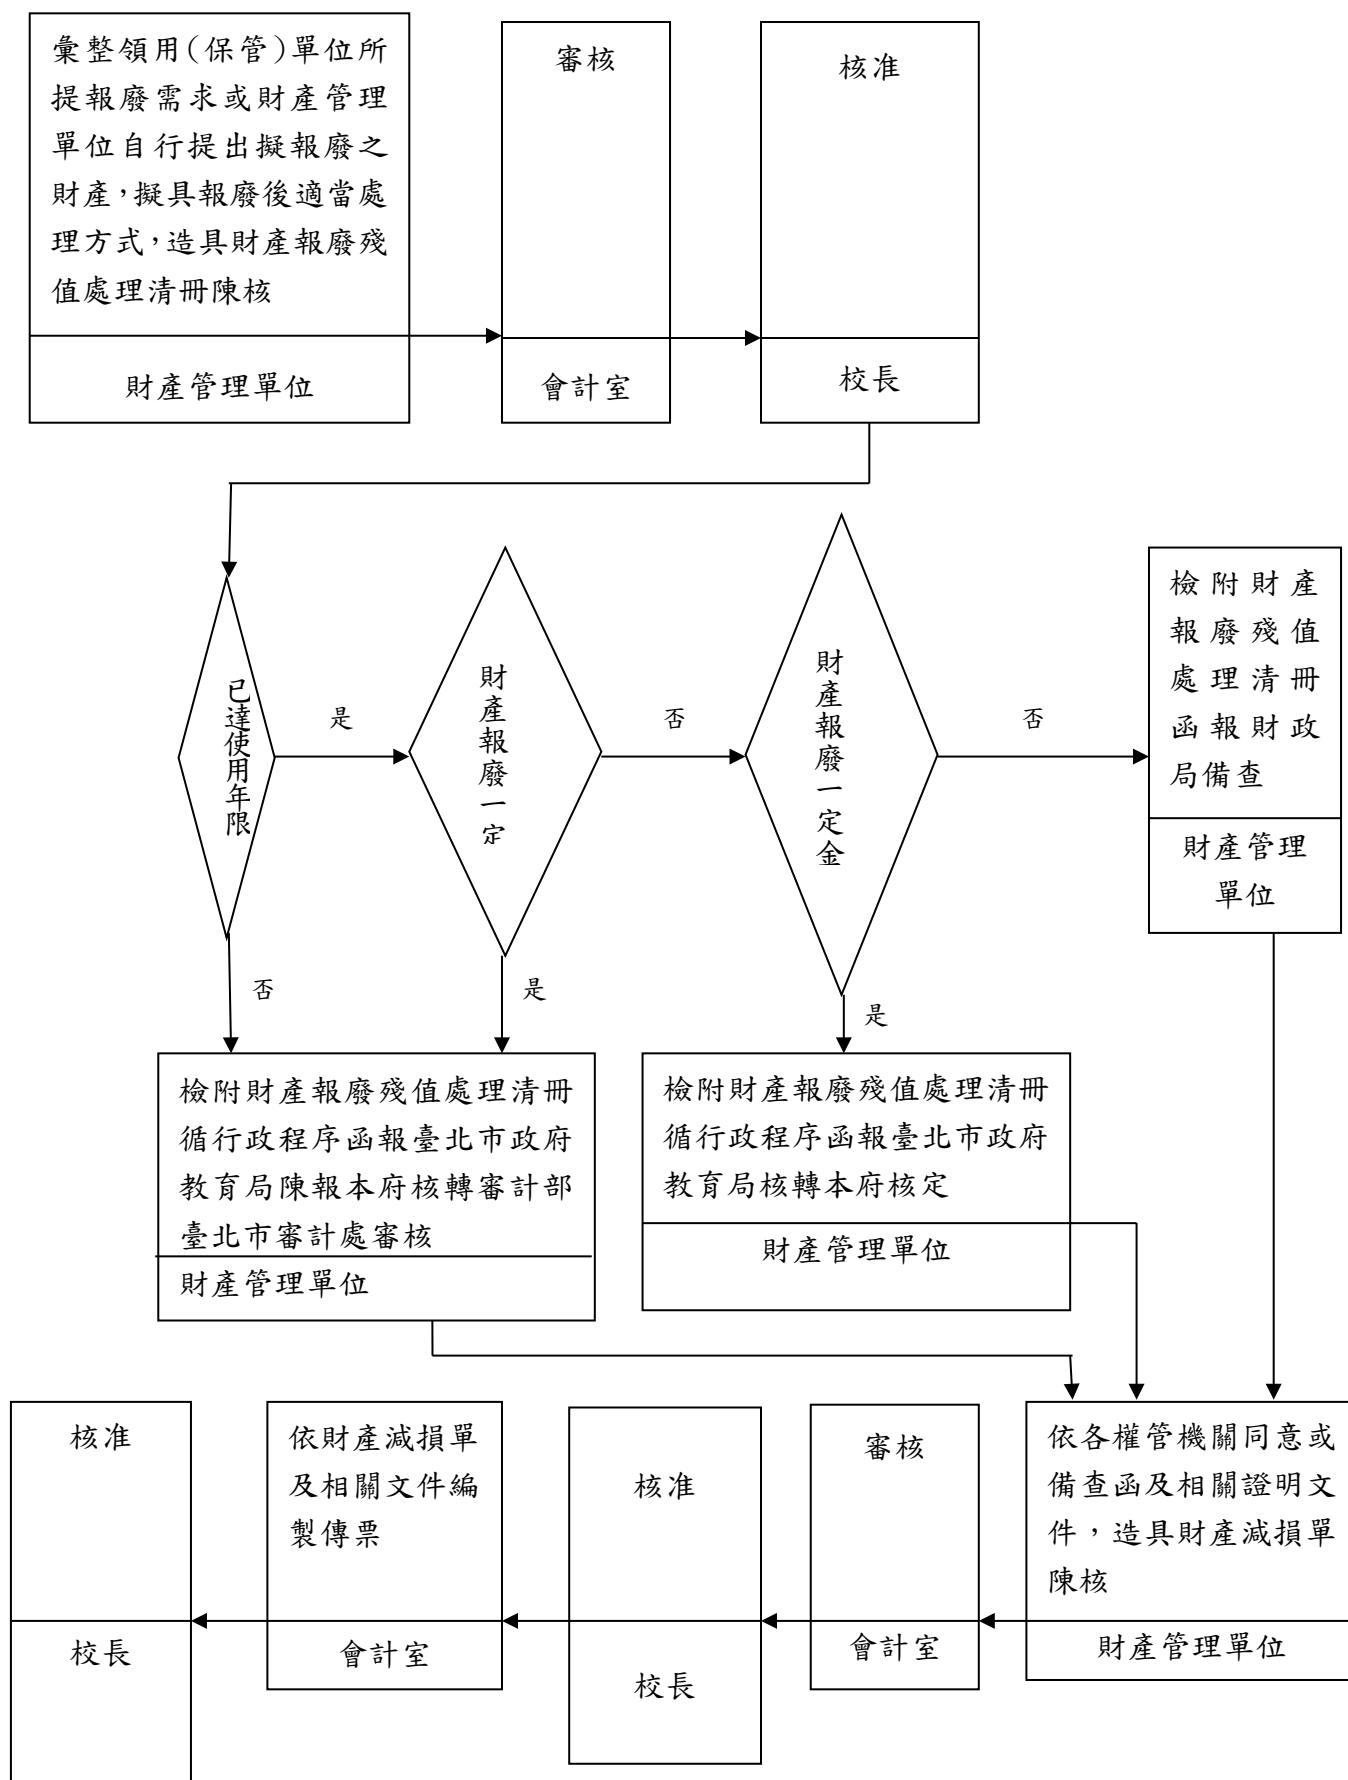 彙整領用(保管)單位所
提報廢需求或財產管理
單位自行提出擬報廢之
財產，擬具報廢後適當處
理方式，造具財產報廢殘
值處理清冊陳核
財產管理單位
審核
會計室
核准
校長
已達使用年限
是
否
財產報廢一定
否
是
財產報廢一定金
否
是
檢附財產
報廢殘值
處理清冊
函報財政
局備查
財產管理
單位
檢附財產報廢殘值處理清冊
循行政程序函報臺北市政府
教育局陳報本府核轉審計部
臺北市審計處審核
財產管理單位
檢附財產報廢殘值處理清冊
循行政程序函報臺北市政府
教育局核轉本府核定
財產管理單位
依各權管機關同意或
備查函及相關證明文
件，造具財產減損單
陳核
財產管理單位
審核
會計室
核准
校長
依財產減損單
及相關文件編
製傳票
會計室
核准
校長